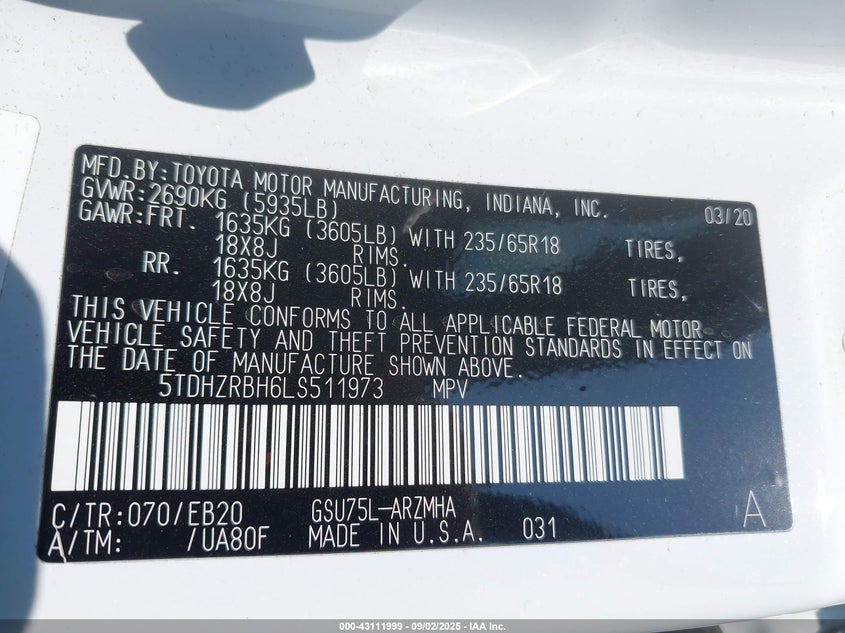 MFD.BY:TOYOTA MOTOR MANUFACTURING, INDIANA, INC. 03/20
GVWR:2690KG (5935LB)
GAWR:FRT. 1635KG (3605LB) WITH 235/65R18 TIRES,
18X8J RIMS.
RR. 1635KG (3605LB) WITH 235/65R18 TIRES,
18X8J RIMS.
THIS VEHICLE CONFORMS TO ALL APPLICABLE FEDERAL MOTOR
VEHICLE SAFETY AND THEFT PREVENTION STANDARDS IN EFFECT ON
THE DATE OF MANUFACTURE SHOWN ABOVE.
5TDHZRBH6LS511973 MPV
C/TR:070/EB20 GSU75L-ARZMHA A
A/TM: /UA80F MADE IN U.S.A. 031
000-43111999 - 09/02/2025 - IAA Inc.